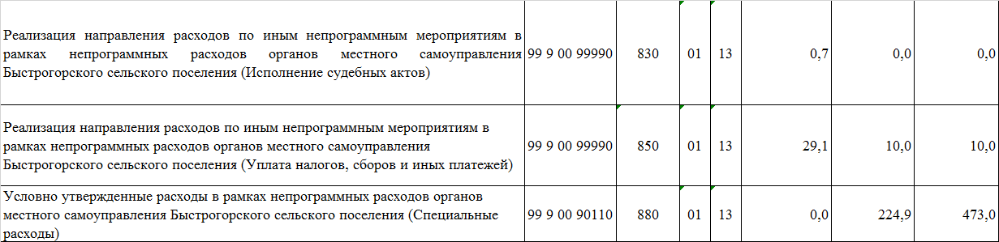 Реализация направления расходов по иным непрограммным мероприятиям в
рамках непрограммных расходов органов местного самоуправления
Быстрогорского сельского поселения (Исполнение судебных актов)
99 9 00 99990 830 01 13 0,7 0,0 0,0
Реализация направления расходов по иным непрограммным мероприятиям в
рамках непрограммных расходов органов местного самоуправления
Быстрогорского сельского поселения (Уплата налогов, сборов и иных платежей)
99 9 00 99990 850 01 13 29,1 10,0 10,0
Условно утвержденные расходы в рамках непрограммных расходов органов
местного самоуправления Быстрогорского сельского поселения (Специальные
расходы)
99 9 00 90110 880 01 13 0,0 224,9 473,0